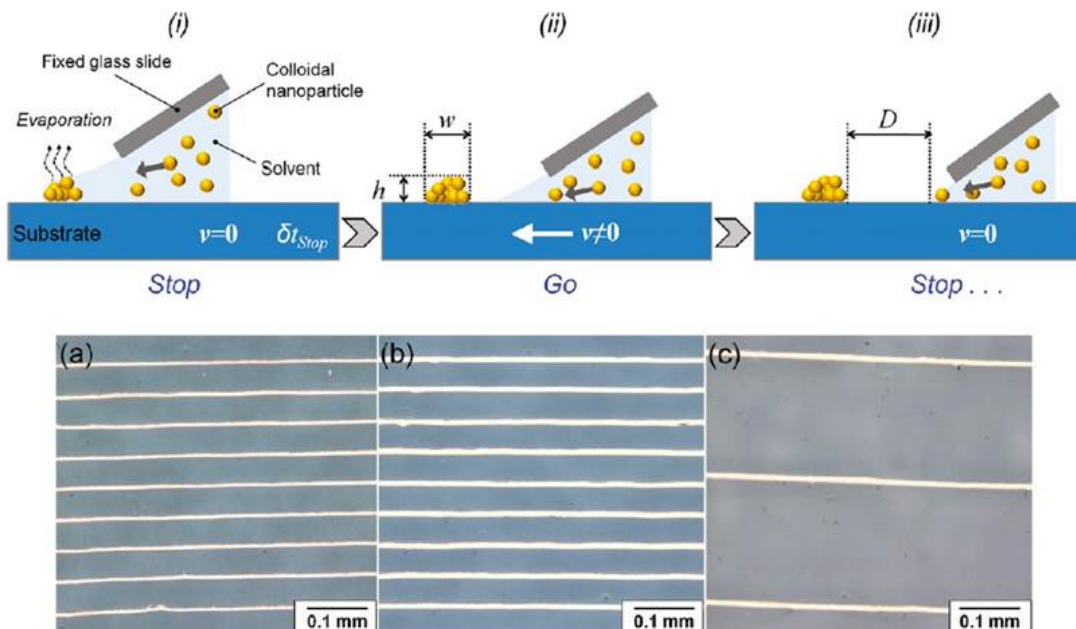 (i)
(ii)
(iii)
Fixed glass slide
Colloidal
nanoparticle
Evaporation
Solvent
w
h
D
Substrate
v=0
δt_Stop
v≠0
v=0
Stop
Go
Stop . . .
(a)
(b)
(c)
0.1 mm
0.1 mm
0.1 mm